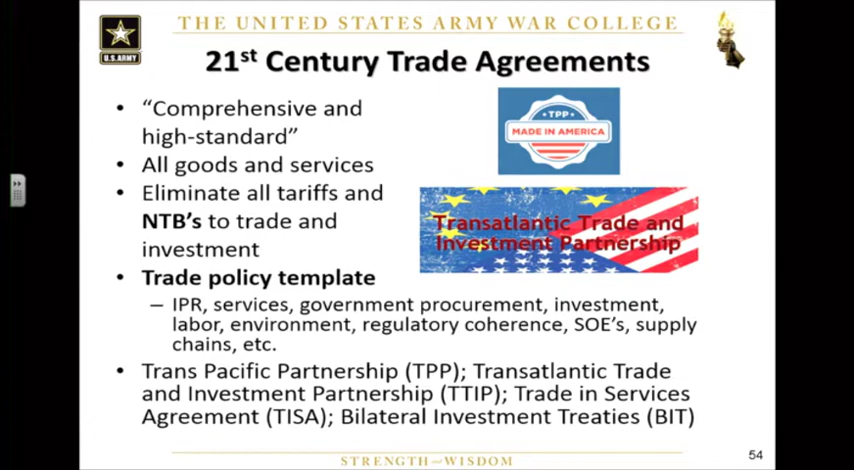 THE UNITED STATES ARMY WAR COLLEGE
U.S. ARMY
21st Century Trade Agreements
• “Comprehensive and
high-standard”
• All goods and services
• Eliminate all tariffs and
NTB’s to trade and
investment
• TPP •
MADE IN AMERICA
Transatlantic Trade and
Investment Partnership
• Trade policy template
– IPR, services, government procurement, investment,
labor, environment, regulatory coherence, SOE’s, supply
chains, etc.
• Trans Pacific Partnership (TPP); Transatlantic Trade
and Investment Partnership (TTIP); Trade in Services
Agreement (TISA); Bilateral Investment Treaties (BIT)
STRENGTH—WISDOM
54